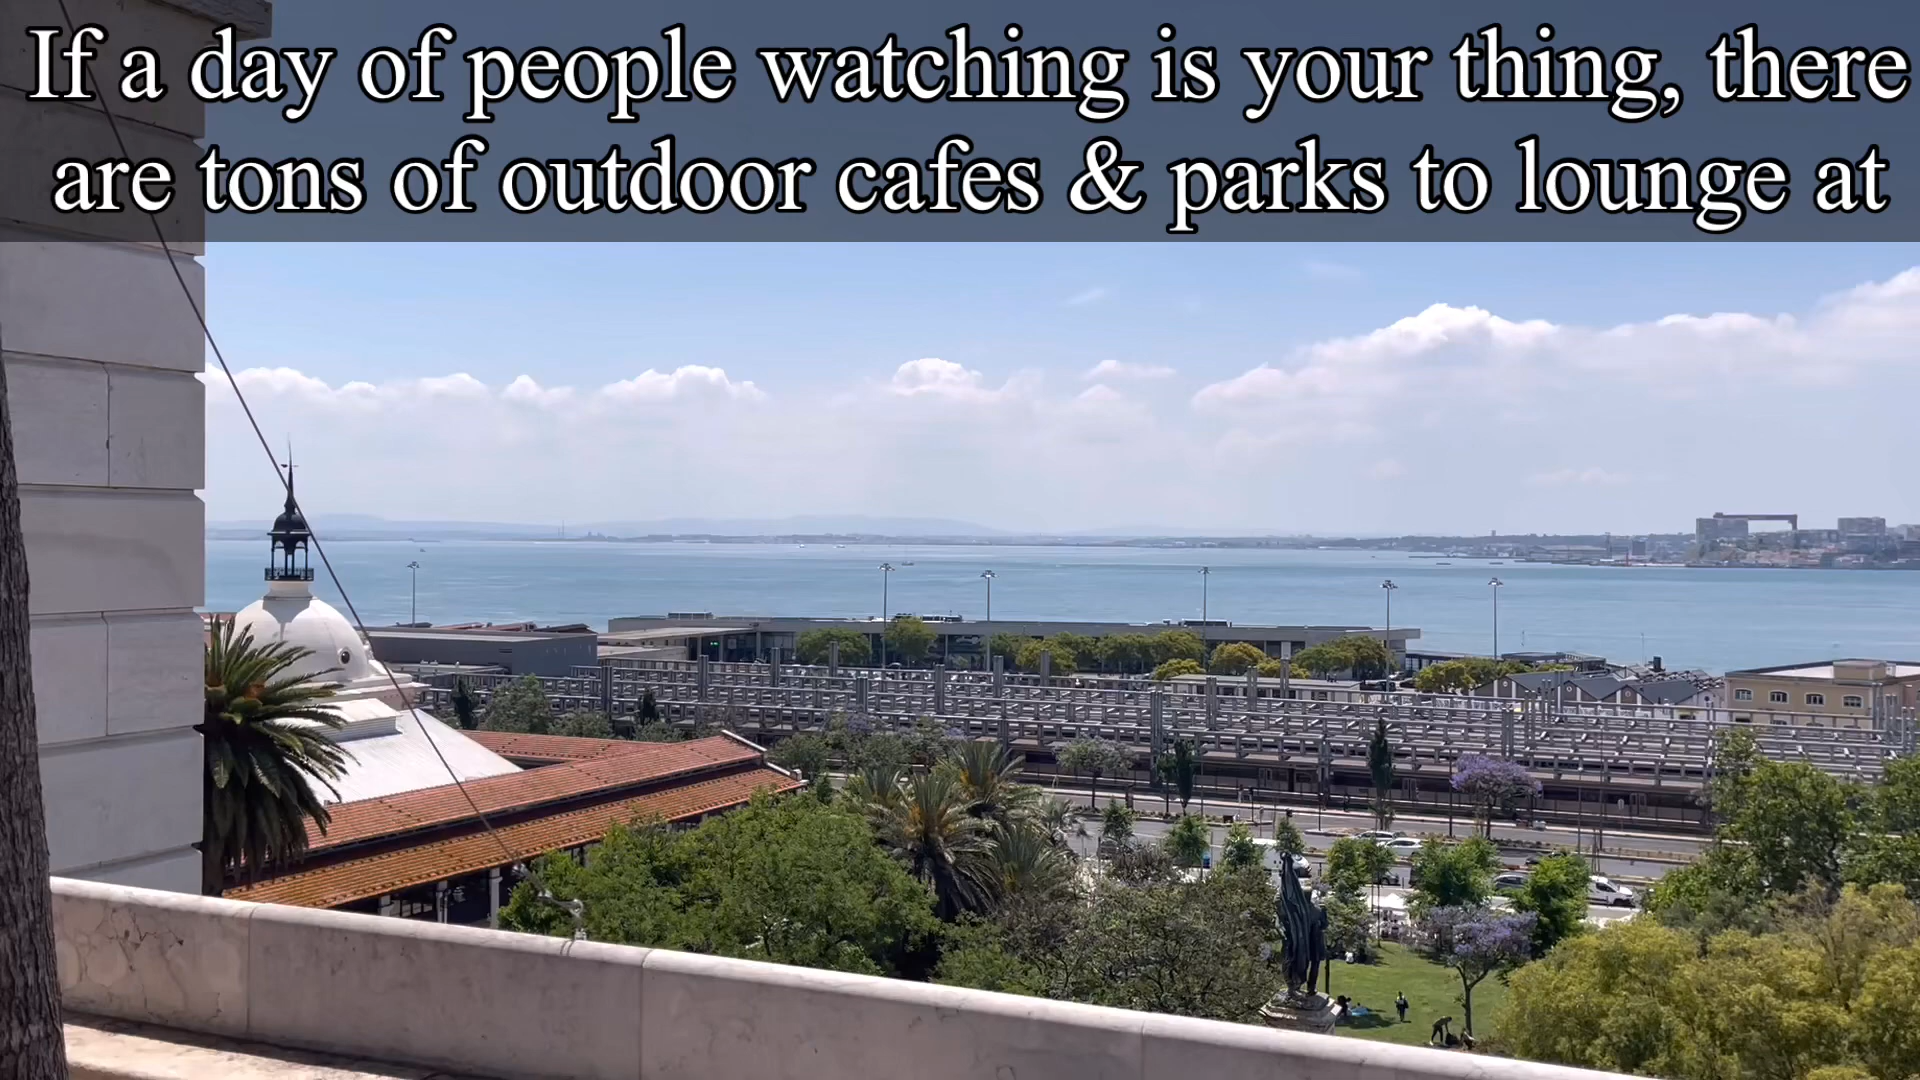 If a day of people watching is your thing, there
are tons of outdoor cafes & parks to lounge at